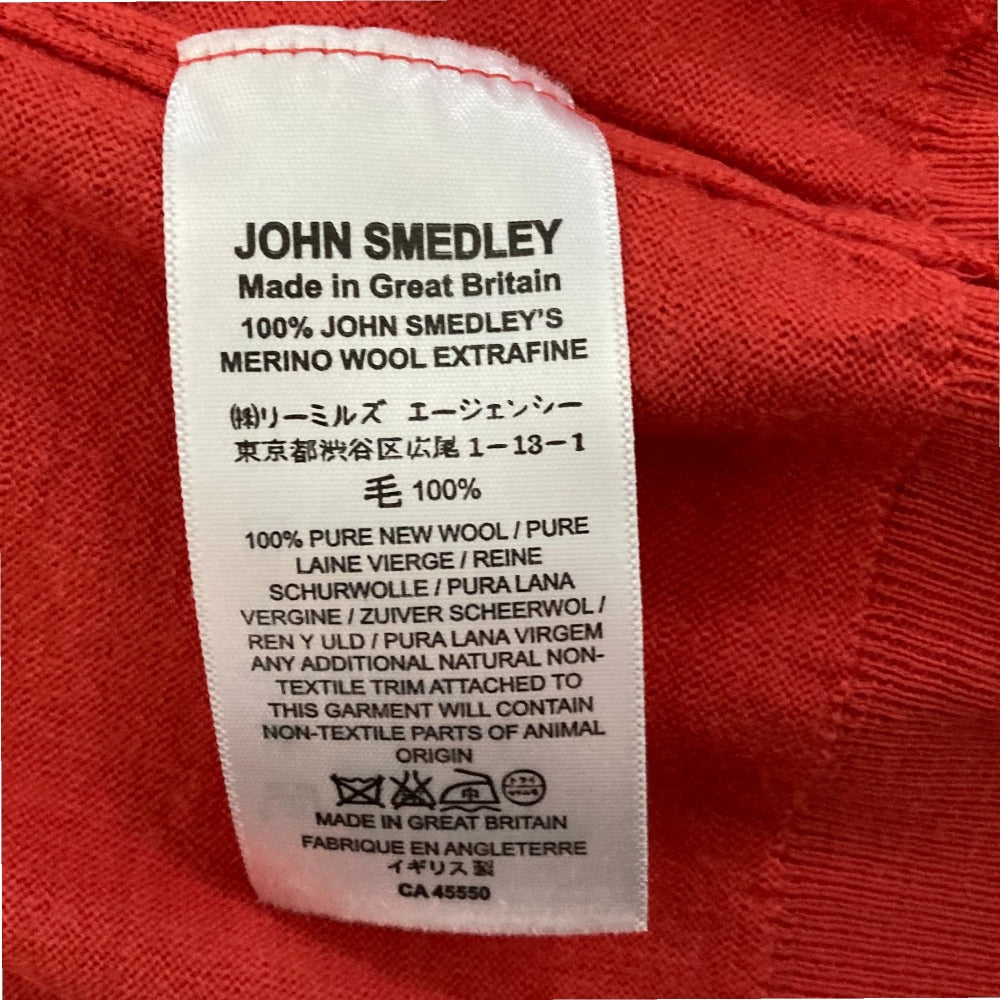 JOHN SMEDLEY
Made in Great Britain
100% JOHN SMEDLEY'S
MERINO WOOL EXTRAFINE
㈱リーミルズ エージェンシー
東京都渋谷区広尾 1-13-1
毛 100%
100% PURE NEW WOOL / PURE
LAINE VIERGE / REINE
SCHURWOLLE / PURA LANA
VERGINE / ZUIVER SCHEERWOL /
REN Y ULD / PURA LANA VIRGEM
ANY ADDITIONAL NATURAL NON-
TEXTILE TRIM ATTACHED TO
THIS GARMENT WILL CONTAIN
NON-TEXTILE PARTS OF ANIMAL
ORIGIN
中 ドライ
MADE IN GREAT BRITAIN
FABRIQUE EN ANGLETERRE
イギリス製
CA 45550